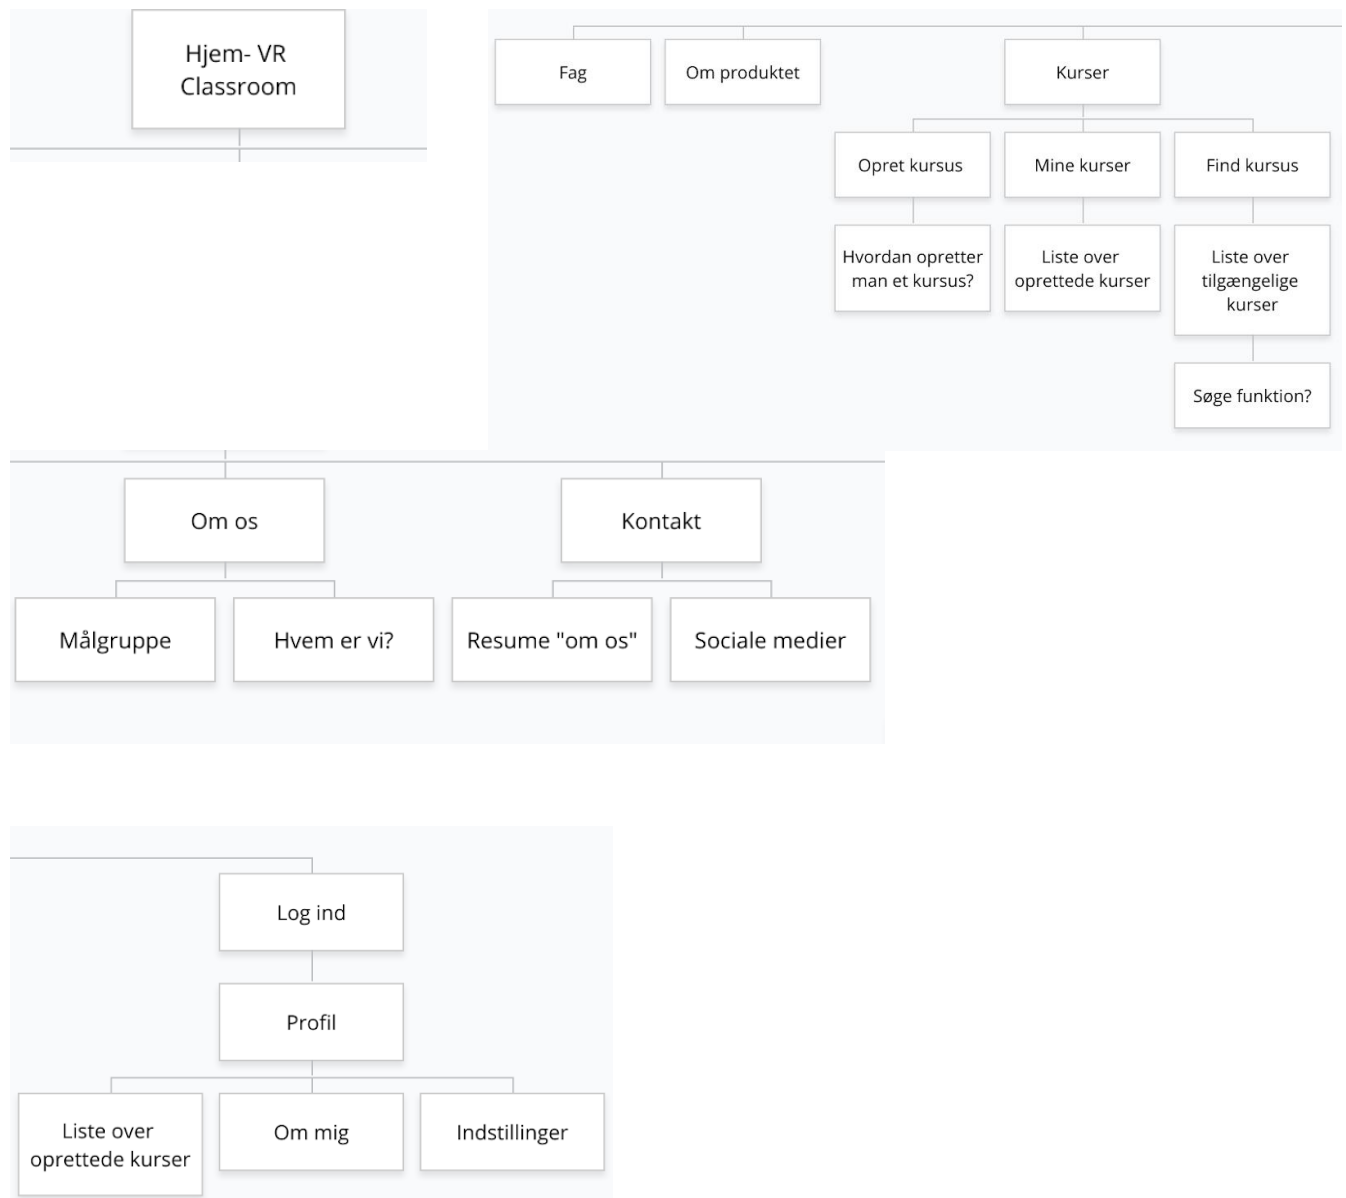 Hjem- VR
Classroom
Fag
Om produktet
Kurser
Opret kursus
Mine kurser
Find kursus
Hvordan opretter
man et kursus?
Liste over
oprettede kurser
Liste over
tilgængelige
kurser
Søge funktion?
Om os
Kontakt
Målgruppe
Hvem er vi?
Resume "om os"
Sociale medier
Log ind
Profil
Liste over
oprettede kurser
Om mig
Indstillinger